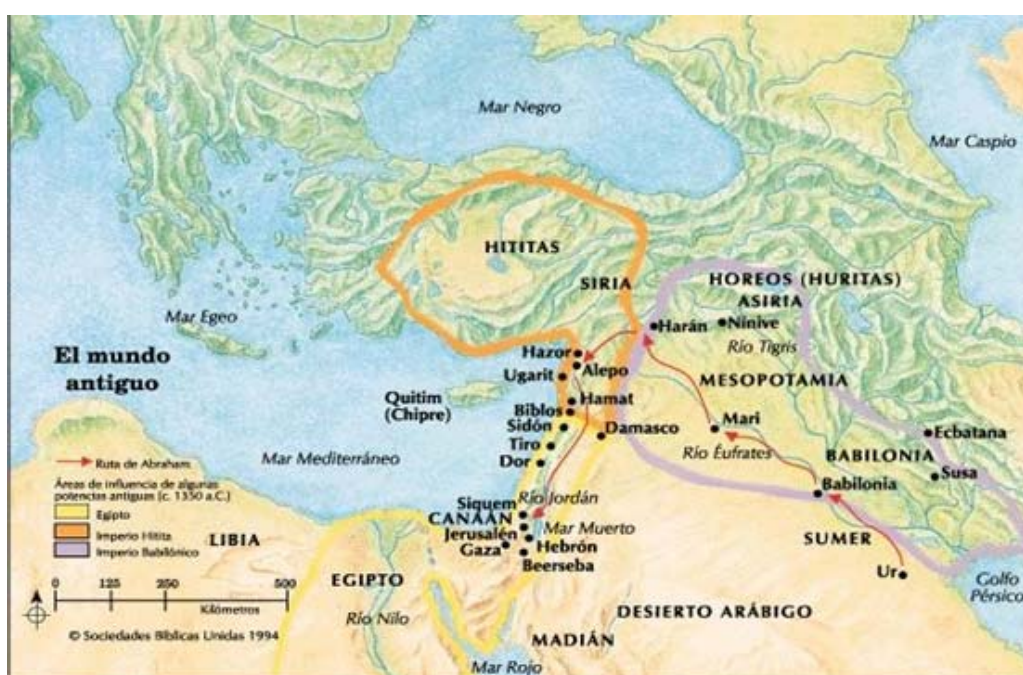 Mar Negro
Mar Caspio
HITITAS
SIRIA
HOREOS (HURITAS)
ASIRIA
Mar Egeo
Harán
Nínive
Río Tigris
El mundo
antiguo
Hazor
Alepo
Ugarit
MESOPOTAMIA
Quitim
(Chipre)
Hamat
Biblos
Sidón
Damasco
Mari
Ecbatana
Tiro
Dor
Mar Mediterráneo
Río Éufrates
BABILONIA
Susa
Babilonia
Ruta de Abraham
Áreas de influencia de algunas
potencias antiguas (c. 1350 a.C.)
Egipto
Imperio Hitita
Imperio Babilónico
LIBIA
Siquem
Río Jordán
CANAÁN
Jerusalén
Mar Muerto
Gaza
Hebrón
Beerseba
SUMER
Ur
Golfo
Pérsico
0 125 250 500
Kilómetros
EGIPTO
Río Nilo
DESIERTO ARÁBIGO
MADIÁN
Mar Rojo
© Sociedades Bíblicas Unidas 1994